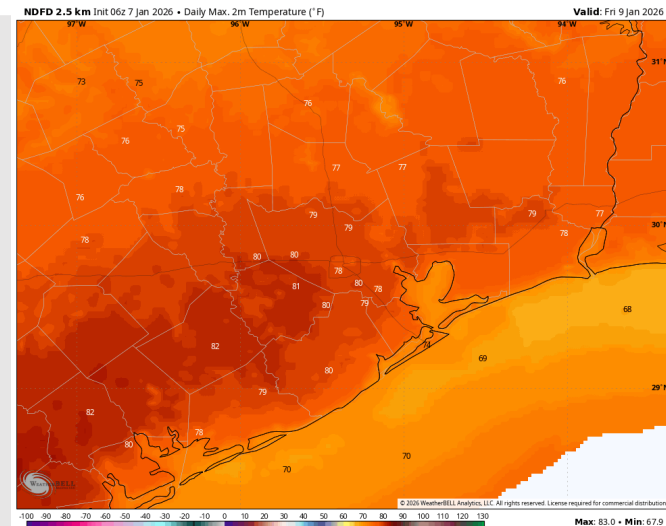 NDFD 2.5 km Init 06z 7 Jan 2026 • Daily Max. 2m Temperature (°F)
Valid: Fri 9 Jan 2026
97°W 96°W 95°W 94°W
31°N
73 75 76
76
75
76
77 77
76 78
79 79 77
79 78
30°N
78
80 80
78
81 80 78
80 79
68
82 74
69
80
79
29°N
82
78
80
70
70
WeatherBELL
© 2026 WeatherBELL Analytics, LLC. All rights reserved. License required for commercial distribution
-100 -90 -80 -70 -60 -50 -40 -30 -20 -10 0 10 20 30 40 50 60 70 80 90 100 110 120 130
Max: 83.0 • Min: 67.9